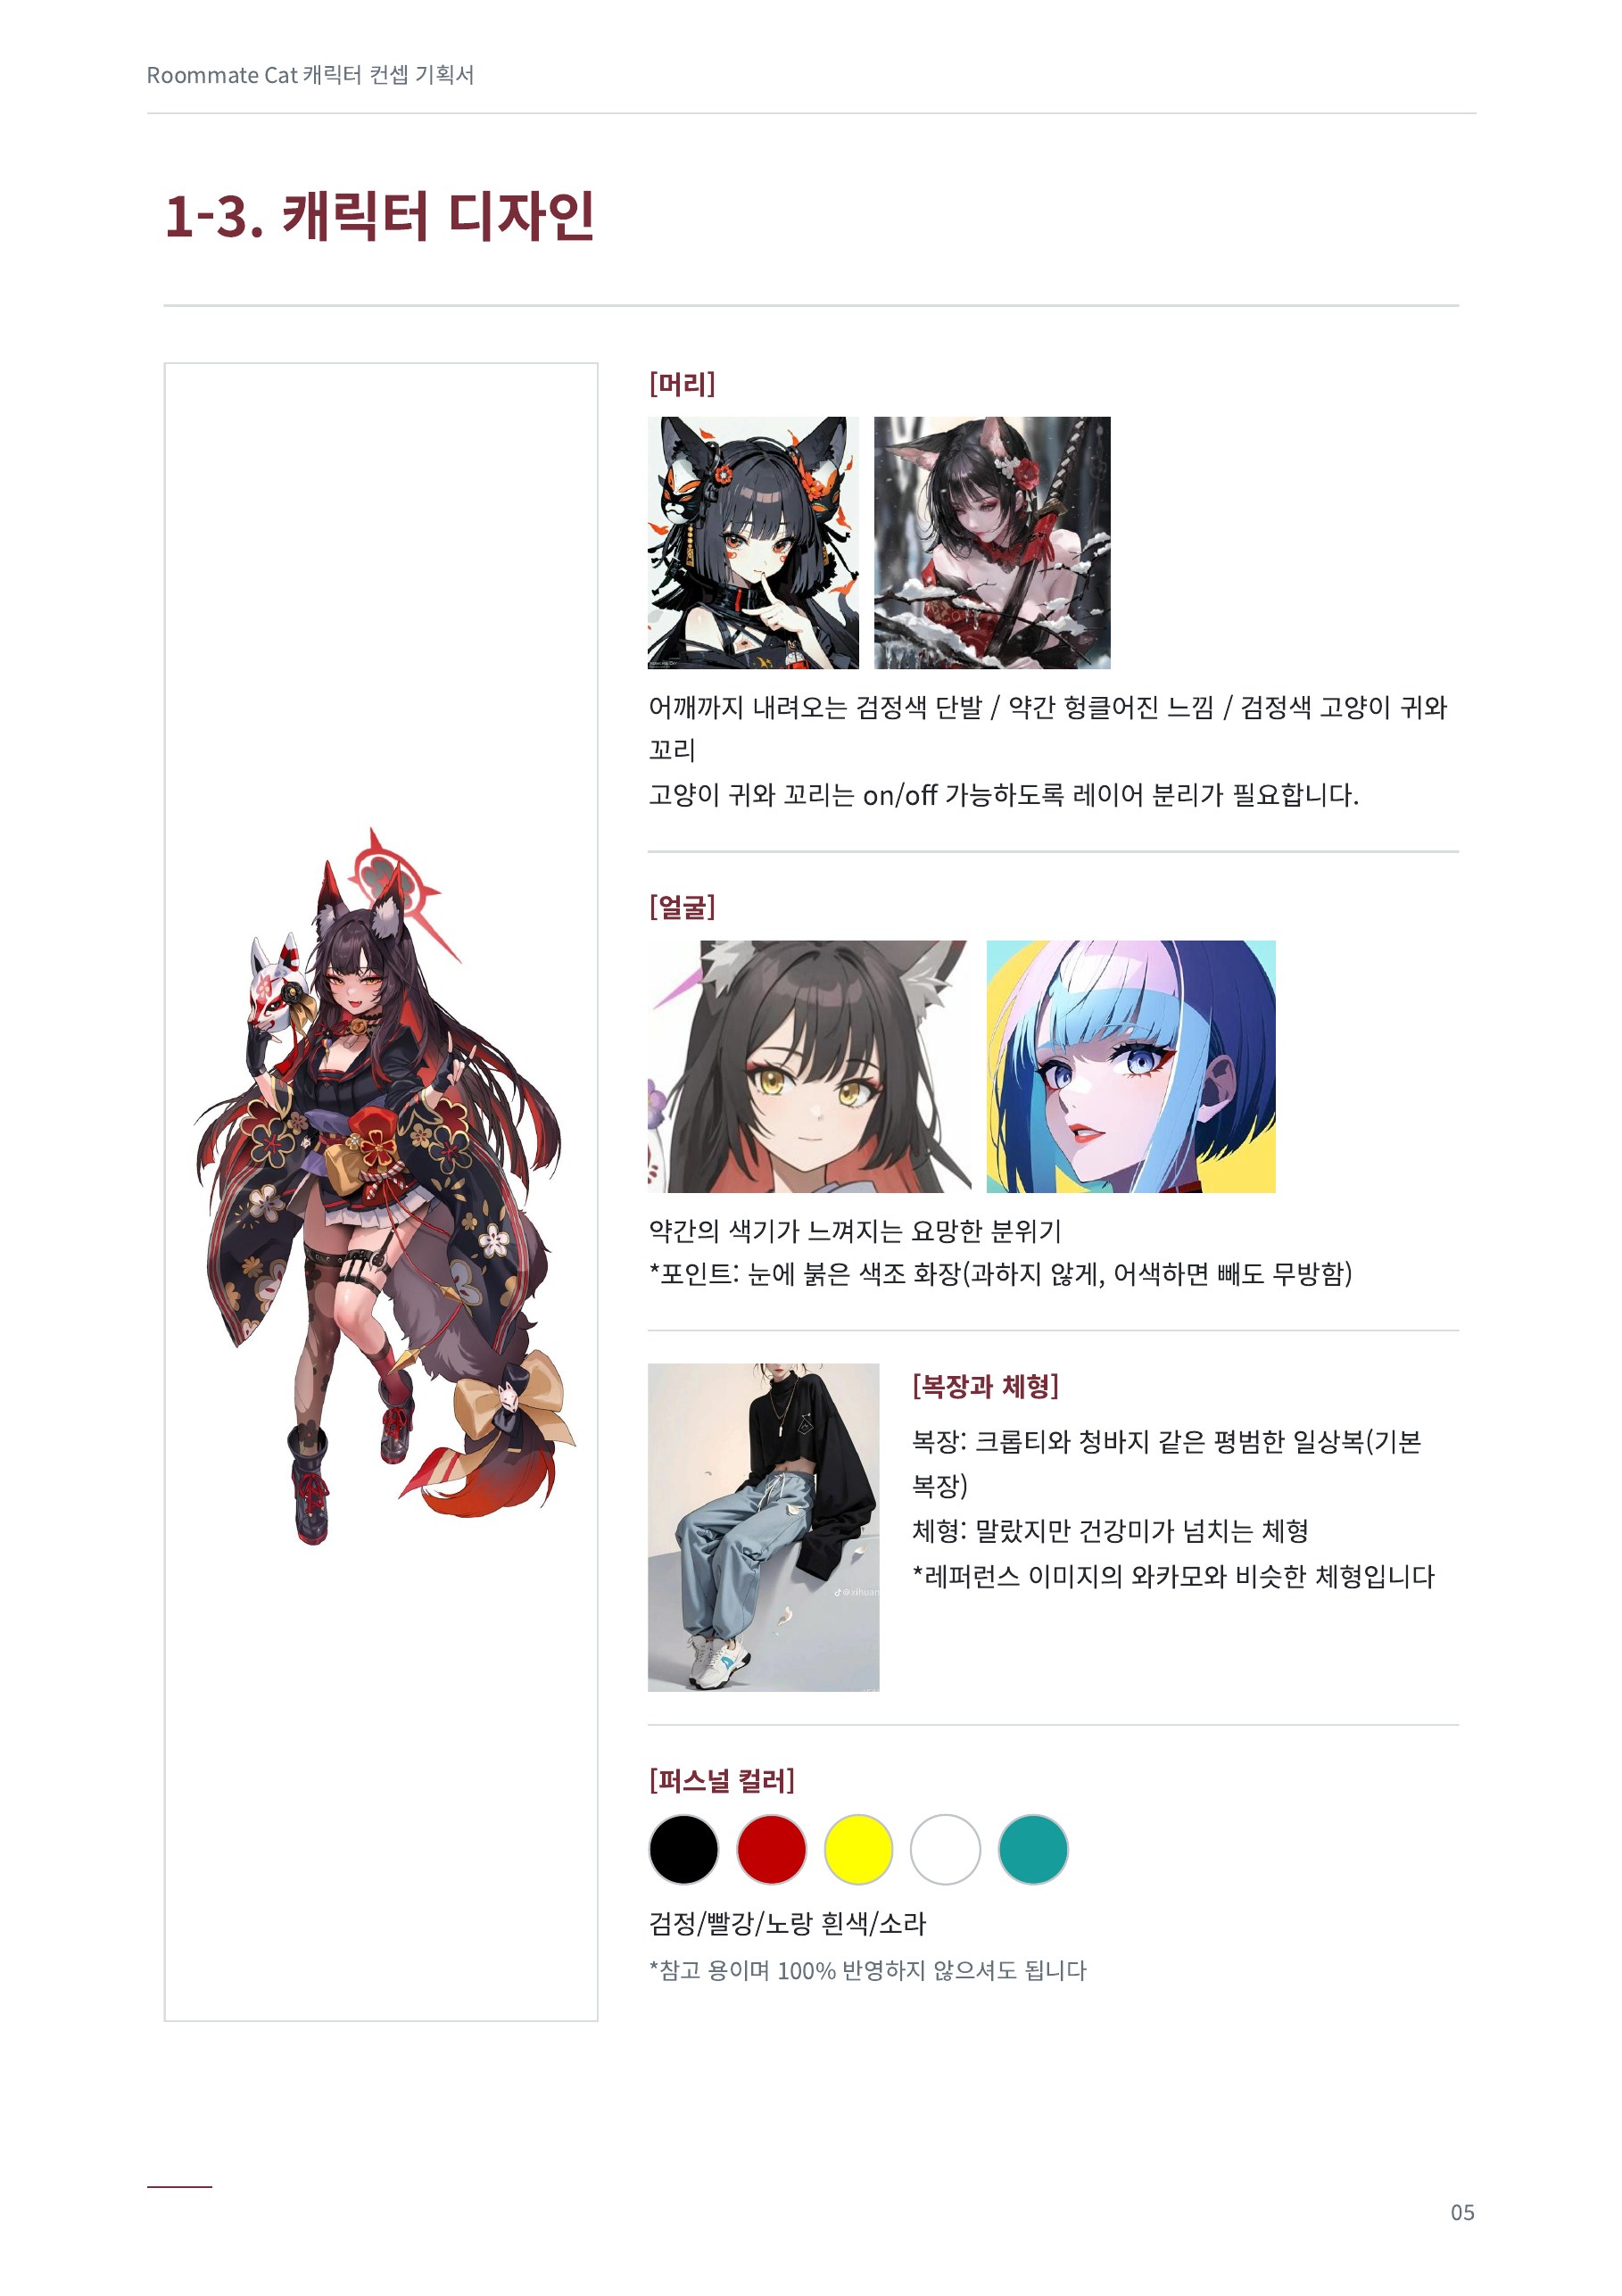 Roommate Cat 캐릭터 컨셉 기획서
1-3. 캐릭터 디자인
[머리]
어깨까지 내려오는 검정색 단발 / 약간 헝클어진 느낌 / 검정색 고양이 귀와
꼬리
고양이 귀와 꼬리는 on/off 가능하도록 레이어 분리가 필요합니다.
[얼굴]
약간의 색기가 느껴지는 요망한 분위기
*포인트: 눈에 붉은 색조 화장(과하지 않게, 어색하면 빼도 무방함)
[복장과 체형]
복장: 크롭티와 청바지 같은 평범한 일상복(기본
복장)
체형: 말랐지만 건강미가 넘치는 체형
*레퍼런스 이미지의 와카모와 비슷한 체형입니다
[퍼스널 컬러]
검정/빨강/노랑 흰색/소라
*참고 용이며 100% 반영하지 않으셔도 됩니다
05